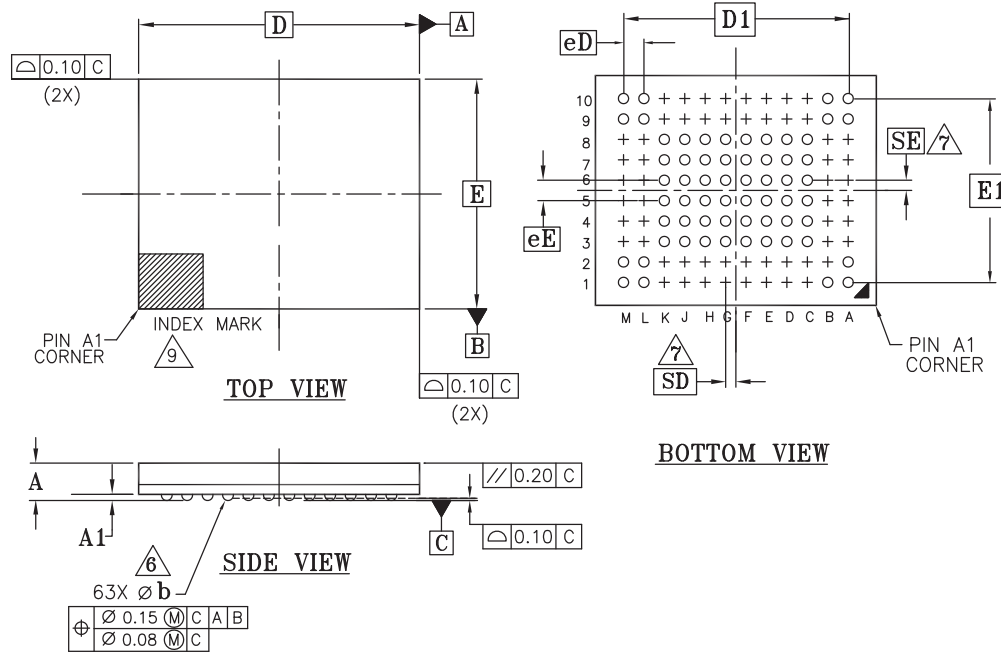 D
A
⌓ 0.10 C
(2X)
E
PIN A1
CORNER
INDEX MARK
9
B
⌓ 0.10 C
(2X)
TOP VIEW
D1
eD
10
9
8
7
6
5
4
3
2
1
SE 7
E1
eE
M L K J H G F E D C B A
7
SD
PIN A1
CORNER
BOTTOM VIEW
A
A1
// 0.20 C
⌓ 0.10 C
C
6
SIDE VIEW
63X ⌀ b
⌖ ⌀ 0.15 Ⓜ C A B
⌀ 0.08 Ⓜ C